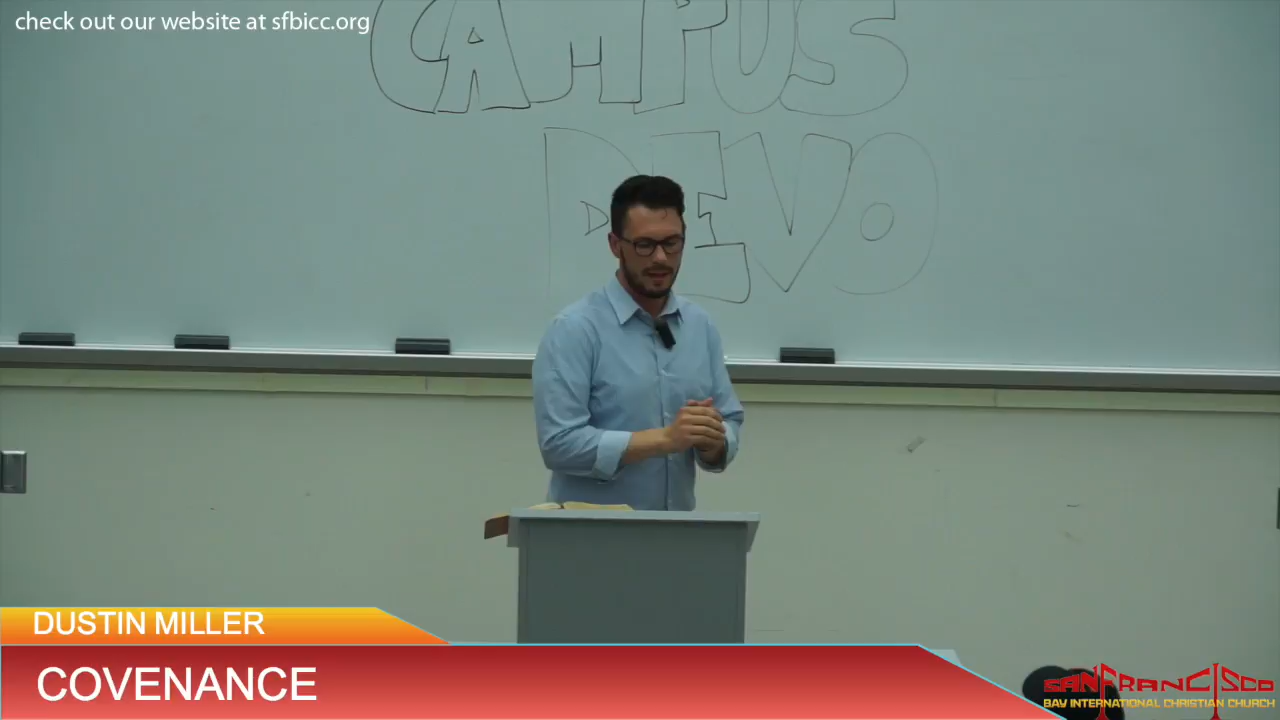 check out our website at sfbicc.org
CAMPUS
DEVO
DUSTIN MILLER
COVENANCE
SAN FRANCISCO
BAY INTERNATIONAL CHRISTIAN CHURCH